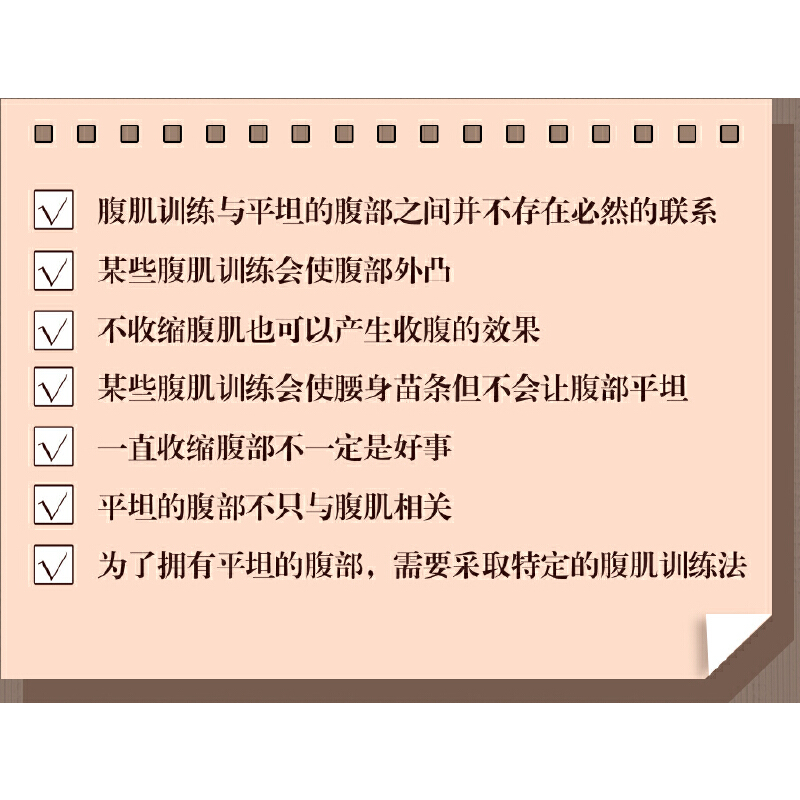 腹肌训练与平坦的腹部之间并不存在必然的联系
某些腹肌训练会使腹部外凸
不收缩腹肌也可以产生收腹的效果
某些腹肌训练会使腰身苗条但不会让腹部平坦
一直收缩腹部不一定是好事
平坦的腹部不只与腹肌相关
为了拥有平坦的腹部，需要采取特定的腹肌训练法